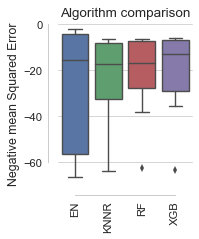 Algorithm comparison
Negative mean Squared Error
0
−20
−40
−60
EN
KNNR
RF
XGB